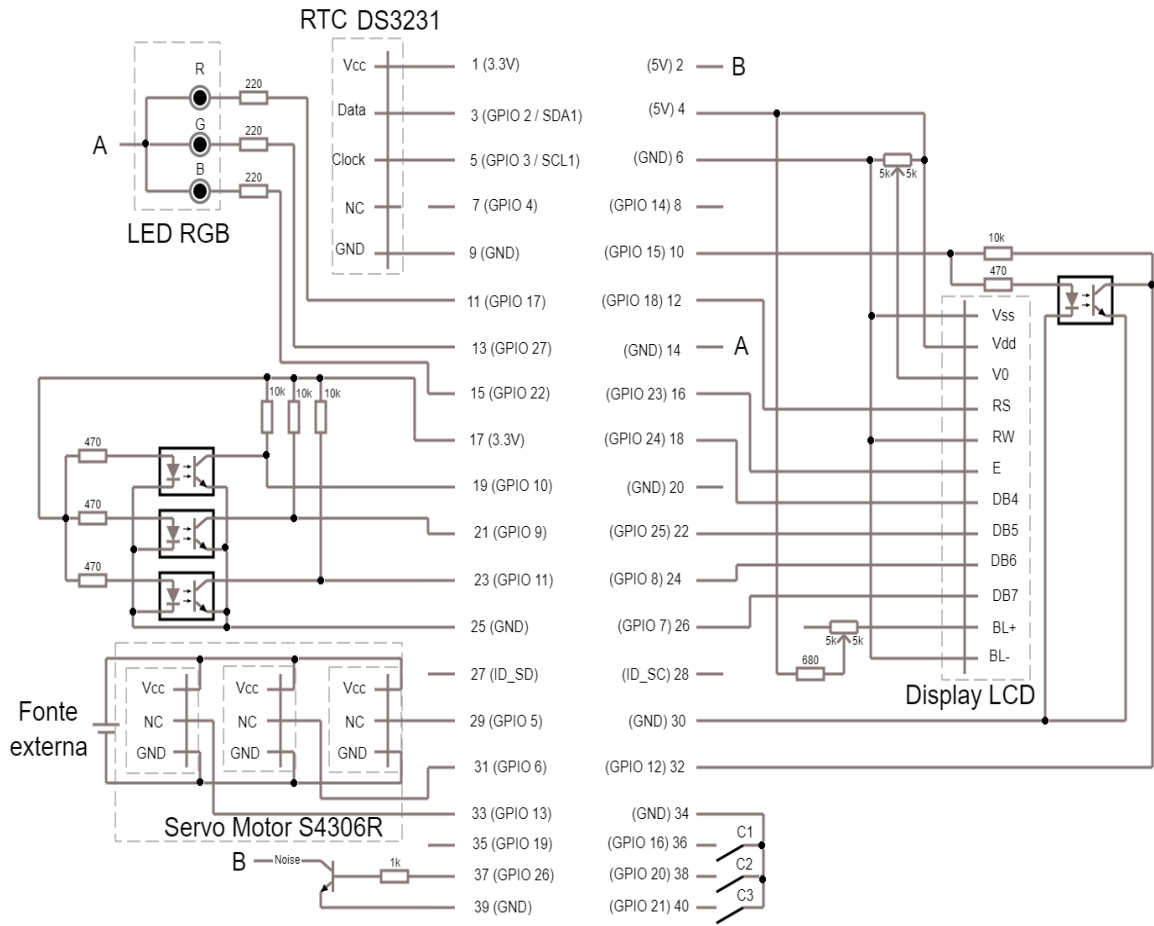 RTC DS3231
Vcc
Data
Clock
NC
GND
R
G
B
220
220
220
A
LED RGB
1 (3.3V)
3 (GPIO 2 / SDA1)
5 (GPIO 3 / SCL1)
7 (GPIO 4)
9 (GND)
11 (GPIO 17)
13 (GPIO 27)
15 (GPIO 22)
17 (3.3V)
19 (GPIO 10)
21 (GPIO 9)
23 (GPIO 11)
25 (GND)
27 (ID_SD)
29 (GPIO 5)
31 (GPIO 6)
33 (GPIO 13)
35 (GPIO 19)
37 (GPIO 26)
39 (GND)
10k
10k
10k
470
470
470
Fonte
externa
Vcc
NC
GND
Vcc
NC
GND
Vcc
NC
GND
Servo Motor S4306R
B
Noise
1k
(5V) 2
B
(5V) 4
(GND) 6
(GPIO 14) 8
(GPIO 15) 10
(GPIO 18) 12
(GND) 14
A
(GPIO 23) 16
(GPIO 24) 18
(GND) 20
(GPIO 25) 22
(GPIO 8) 24
(GPIO 7) 26
(ID_SC) 28
(GND) 30
(GPIO 12) 32
(GND) 34
(GPIO 16) 36
(GPIO 20) 38
(GPIO 21) 40
5k
5k
10k
470
Vss
Vdd
V0
RS
RW
E
DB4
DB5
DB6
DB7
BL+
BL-
5k
5k
680
Display LCD
C1
C2
C3